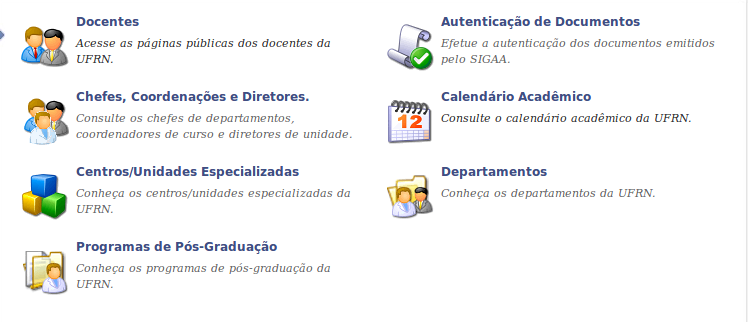 Docentes
Acesse as páginas públicas dos docentes da
UFRN.
Autenticação de Documentos
Efetue a autenticação dos documentos emitidos
pelo SIGAA.
Chefes, Coordenações e Diretores.
Consulte os chefes de departamentos,
coordenadores de curso e diretores de unidade.
12
Calendário Acadêmico
Consulte o calendário acadêmico da UFRN.
Centros/Unidades Especializadas
Conheça os centros/unidades especializadas da
UFRN.
Departamentos
Conheça os departamentos da UFRN.
Programas de Pós-Graduação
Conheça os programas de pós-graduação da
UFRN.